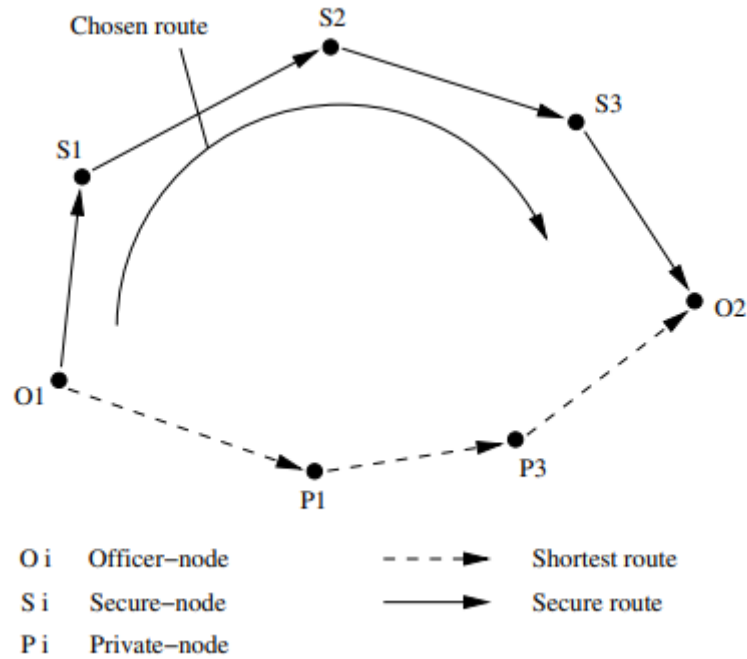 Chosen route
S2
S3
S1
O2
O1
P3
P1
O i Officer−node
Shortest route
S i Secure−node
Secure route
P i Private−node